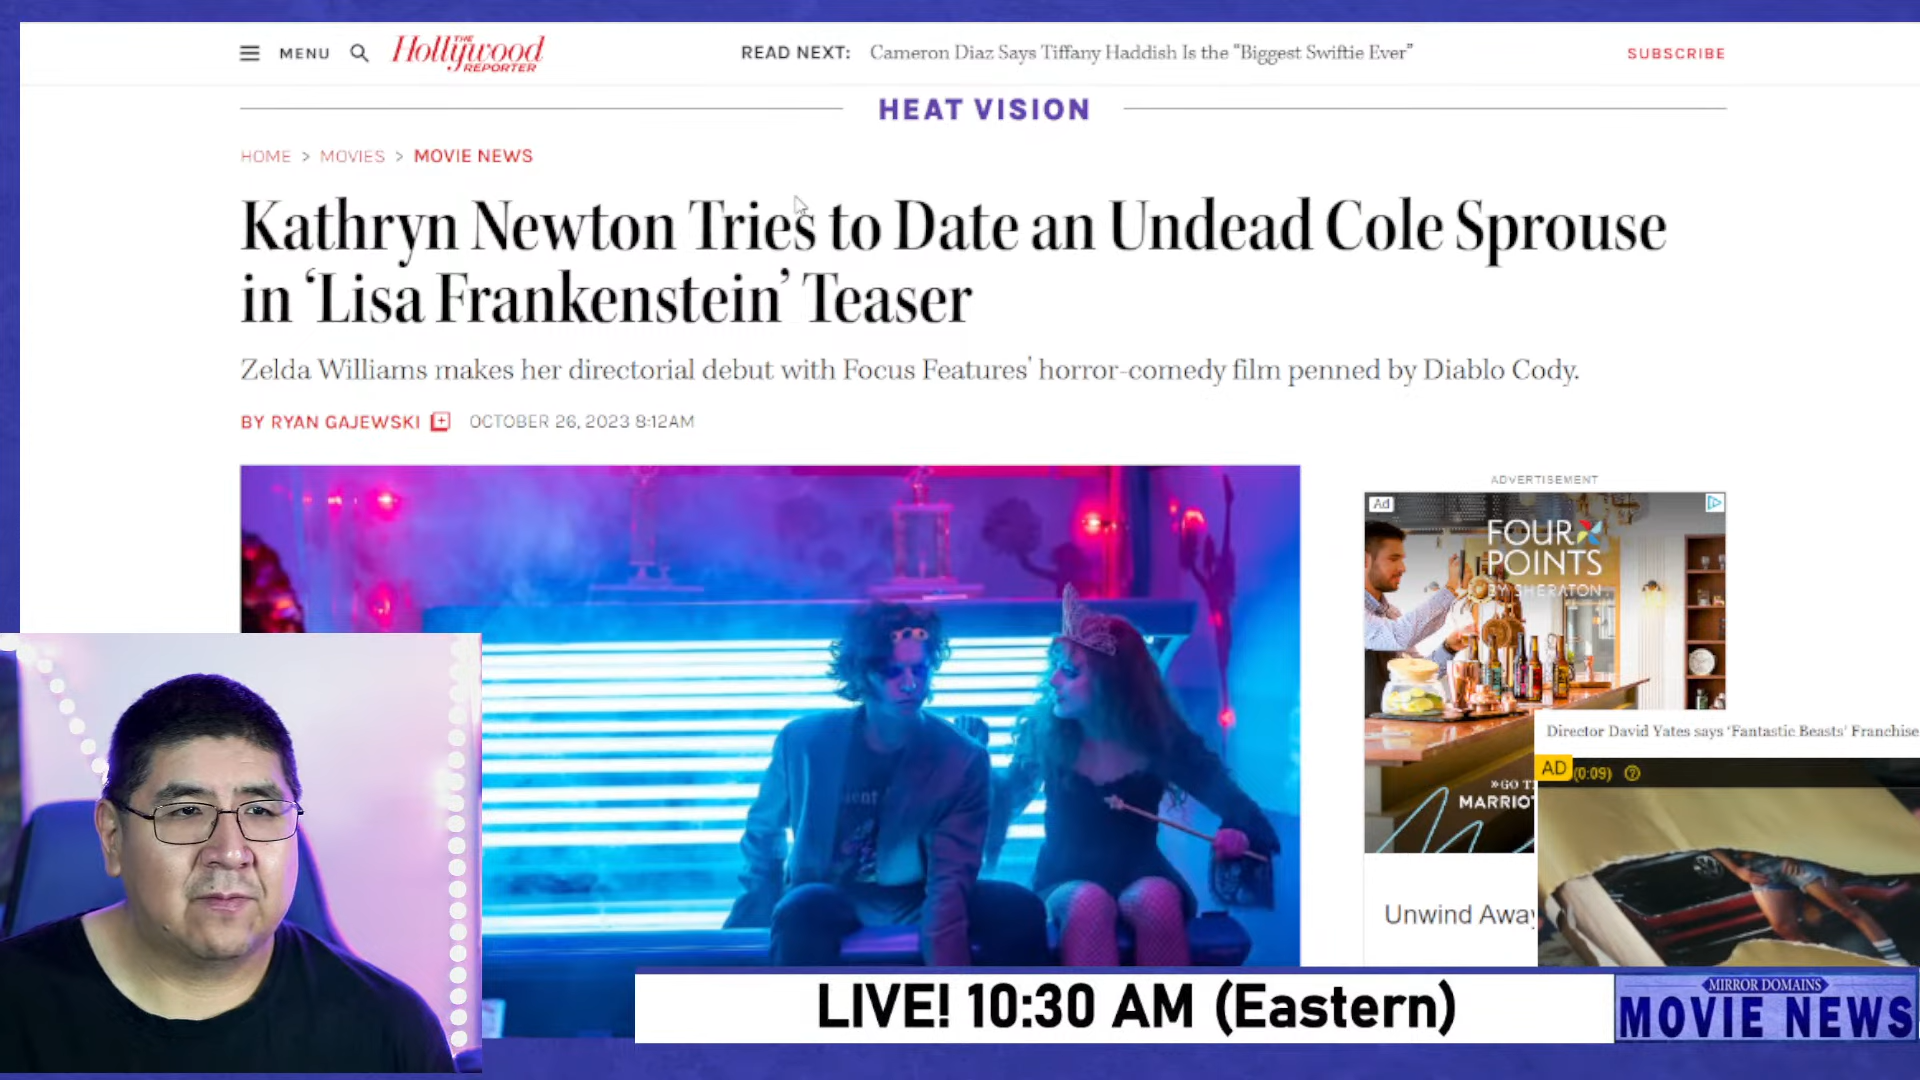 MENU
THE
Hollywood
REPORTER
READ NEXT: Cameron Diaz Says Tiffany Haddish Is the “Biggest Swiftie Ever”
SUBSCRIBE
HEAT VISION
HOME > MOVIES > MOVIE NEWS
Kathryn Newton Tries to Date an Undead Cole Sprouse
in ‘Lisa Frankenstein’ Teaser
Zelda Williams makes her directorial debut with Focus Features' horror-comedy film penned by Diablo Cody.
BY RYAN GAJEWSKI OCTOBER 26, 2023 8:12AM
ADVERTISEMENT
Ad
FOUR
POINTS
BY SHERATON
»GO T
MARRIO
Unwind Away
Director David Yates says ‘Fantastic Beasts’ Franchise
AD (0:09)
LIVE! 10:30 AM (Eastern)
MIRROR DOMAINS
MOVIE NEWS